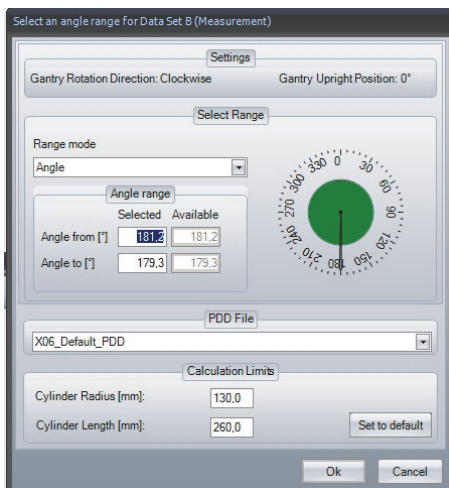 Select an angle range for Data Set B (Measurement)
Settings
Gantry Rotation Direction: Clockwise Gantry Upright Position: 0°
Select Range
Range mode
Angle
Angle range
Selected Available
Angle from [°] 181,2 181,2
Angle to [°] 179,3 179,3
0 30 60 90 120 150 180 210 240 270 300 330
PDD File
X06_Default_PDD
Calculation Limits
Cylinder Radius [mm]: 130,0
Cylinder Length [mm]: 260,0 Set to default
Ok Cancel